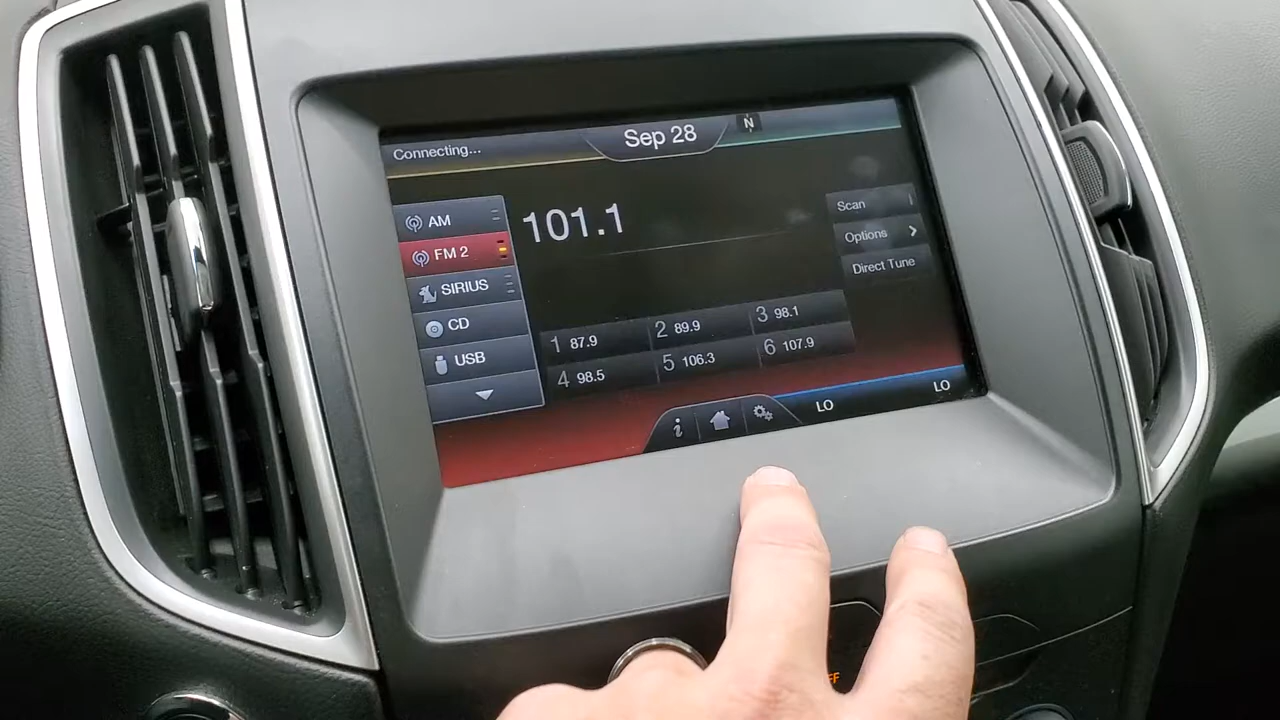 Connecting...
Sep 28
N
AM
101.1
Scan
FM 2
Options
SIRIUS
Direct Tune
CD
1 87.9
2 89.9
3 98.1
USB
4 98.5
5 106.3
6 107.9
i
LO
LO